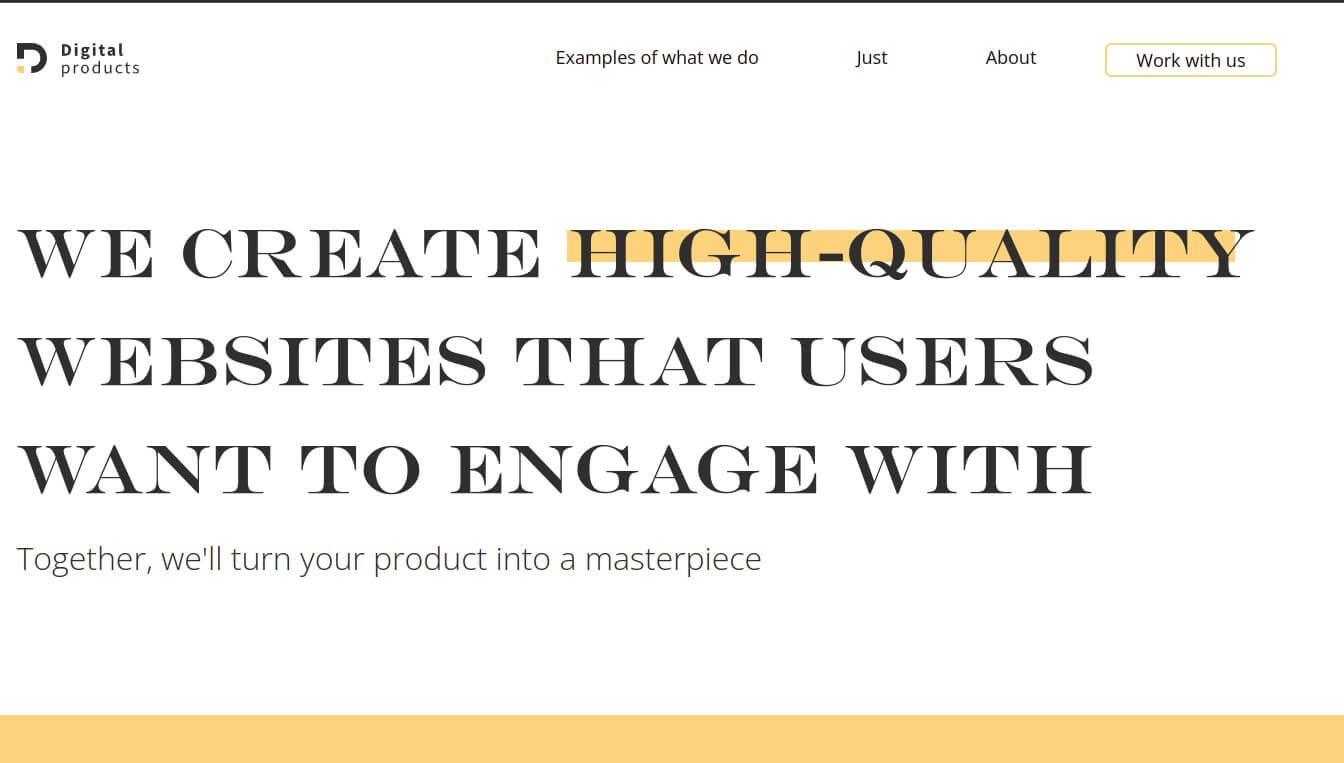 Digital
products
Examples of what we do
Just
About
Work with us
WE CREATE HIGH-QUALITY
WEBSITES THAT USERS
WANT TO ENGAGE WITH
Together, we'll turn your product into a masterpiece